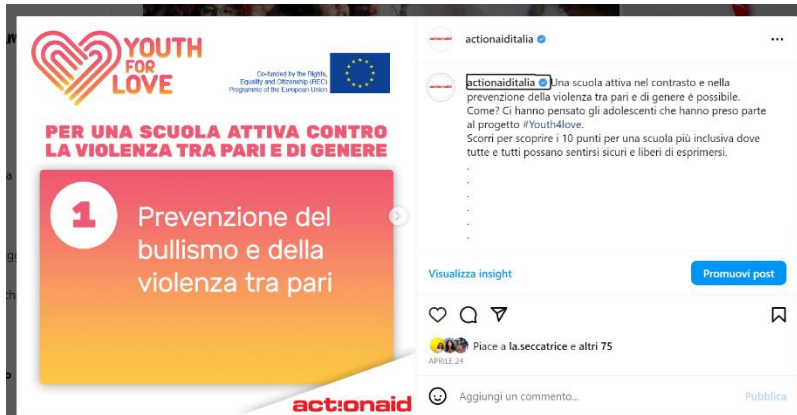 YOUTH
FOR
LOVE
Co-funded by the Rights,
Equality and Citizenship (REC)
Programme of the European Union
PER UNA SCUOLA ATTIVA CONTRO
LA VIOLENZA TRA PARI E DI GENERE
1
Prevenzione del
bullismo e della
violenza tra pari
act!onaid
actionaiditalia
actionaiditalia Una scuola attiva nel contrasto e nella
prevenzione della violenza tra pari e di genere è possibile.
Come? Ci hanno pensato gli adolescenti che hanno preso parte
al progetto #Youth4love.
Scorri per scoprire i 10 punti per una scuola più inclusiva dove
tutte e tutti possano sentirsi sicuri e liberi di esprimersi.
.
.
.
.
.
.
Visualizza insight
Promuovi post
Piace a la.seccatrice e altri 75
APRILE 24
Aggiungi un commento...
Pubblica